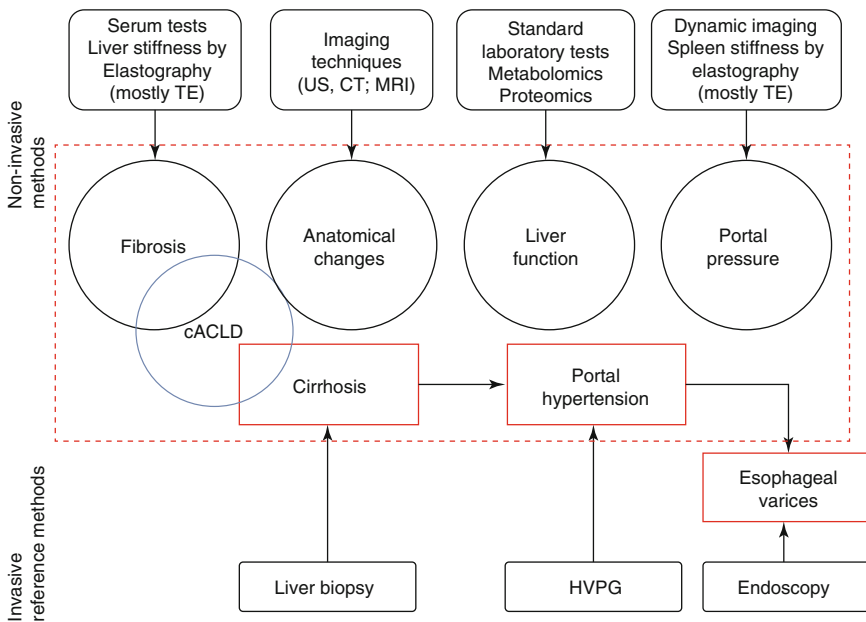 Serum tests
Liver stiffness by
Elastography
(mostly TE)
Imaging
techniques
(US, CT; MRI)
Standard
laboratory tests
Metabolomics
Proteomics
Dynamic imaging
Spleen stiffness by
elastography
(mostly TE)
Non-invasive
methods
Fibrosis
Anatomical
changes
Liver
function
Portal
pressure
cACLD
Cirrhosis
Portal
hypertension
Esophageal
varices
Invasive
reference methods
Liver biopsy
HVPG
Endoscopy